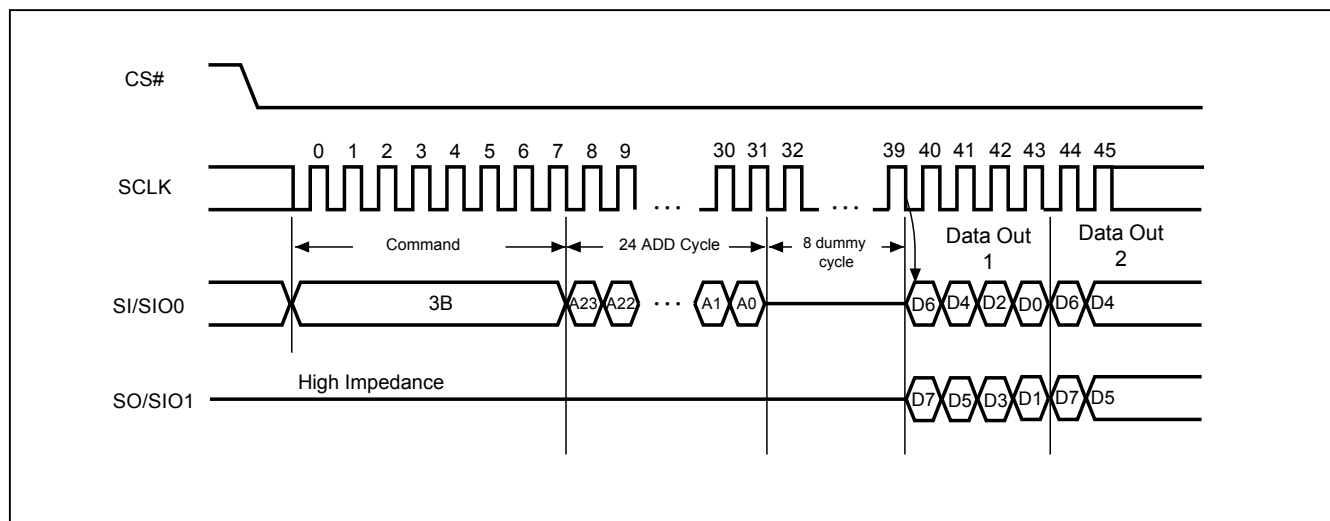 CS#
0 1 2 3 4 5 6 7 8 9 30 31 32 39 40 41 42 43 44 45
SCLK
... ...
Command 24 ADD Cycle 8 dummy cycle Data Out 1 Data Out 2
SI/SIO0 3B A23 A22 ... A1 A0 D6 D4 D2 D0 D6 D4
High Impedance
SO/SIO1 D7 D5 D3 D1 D7 D5